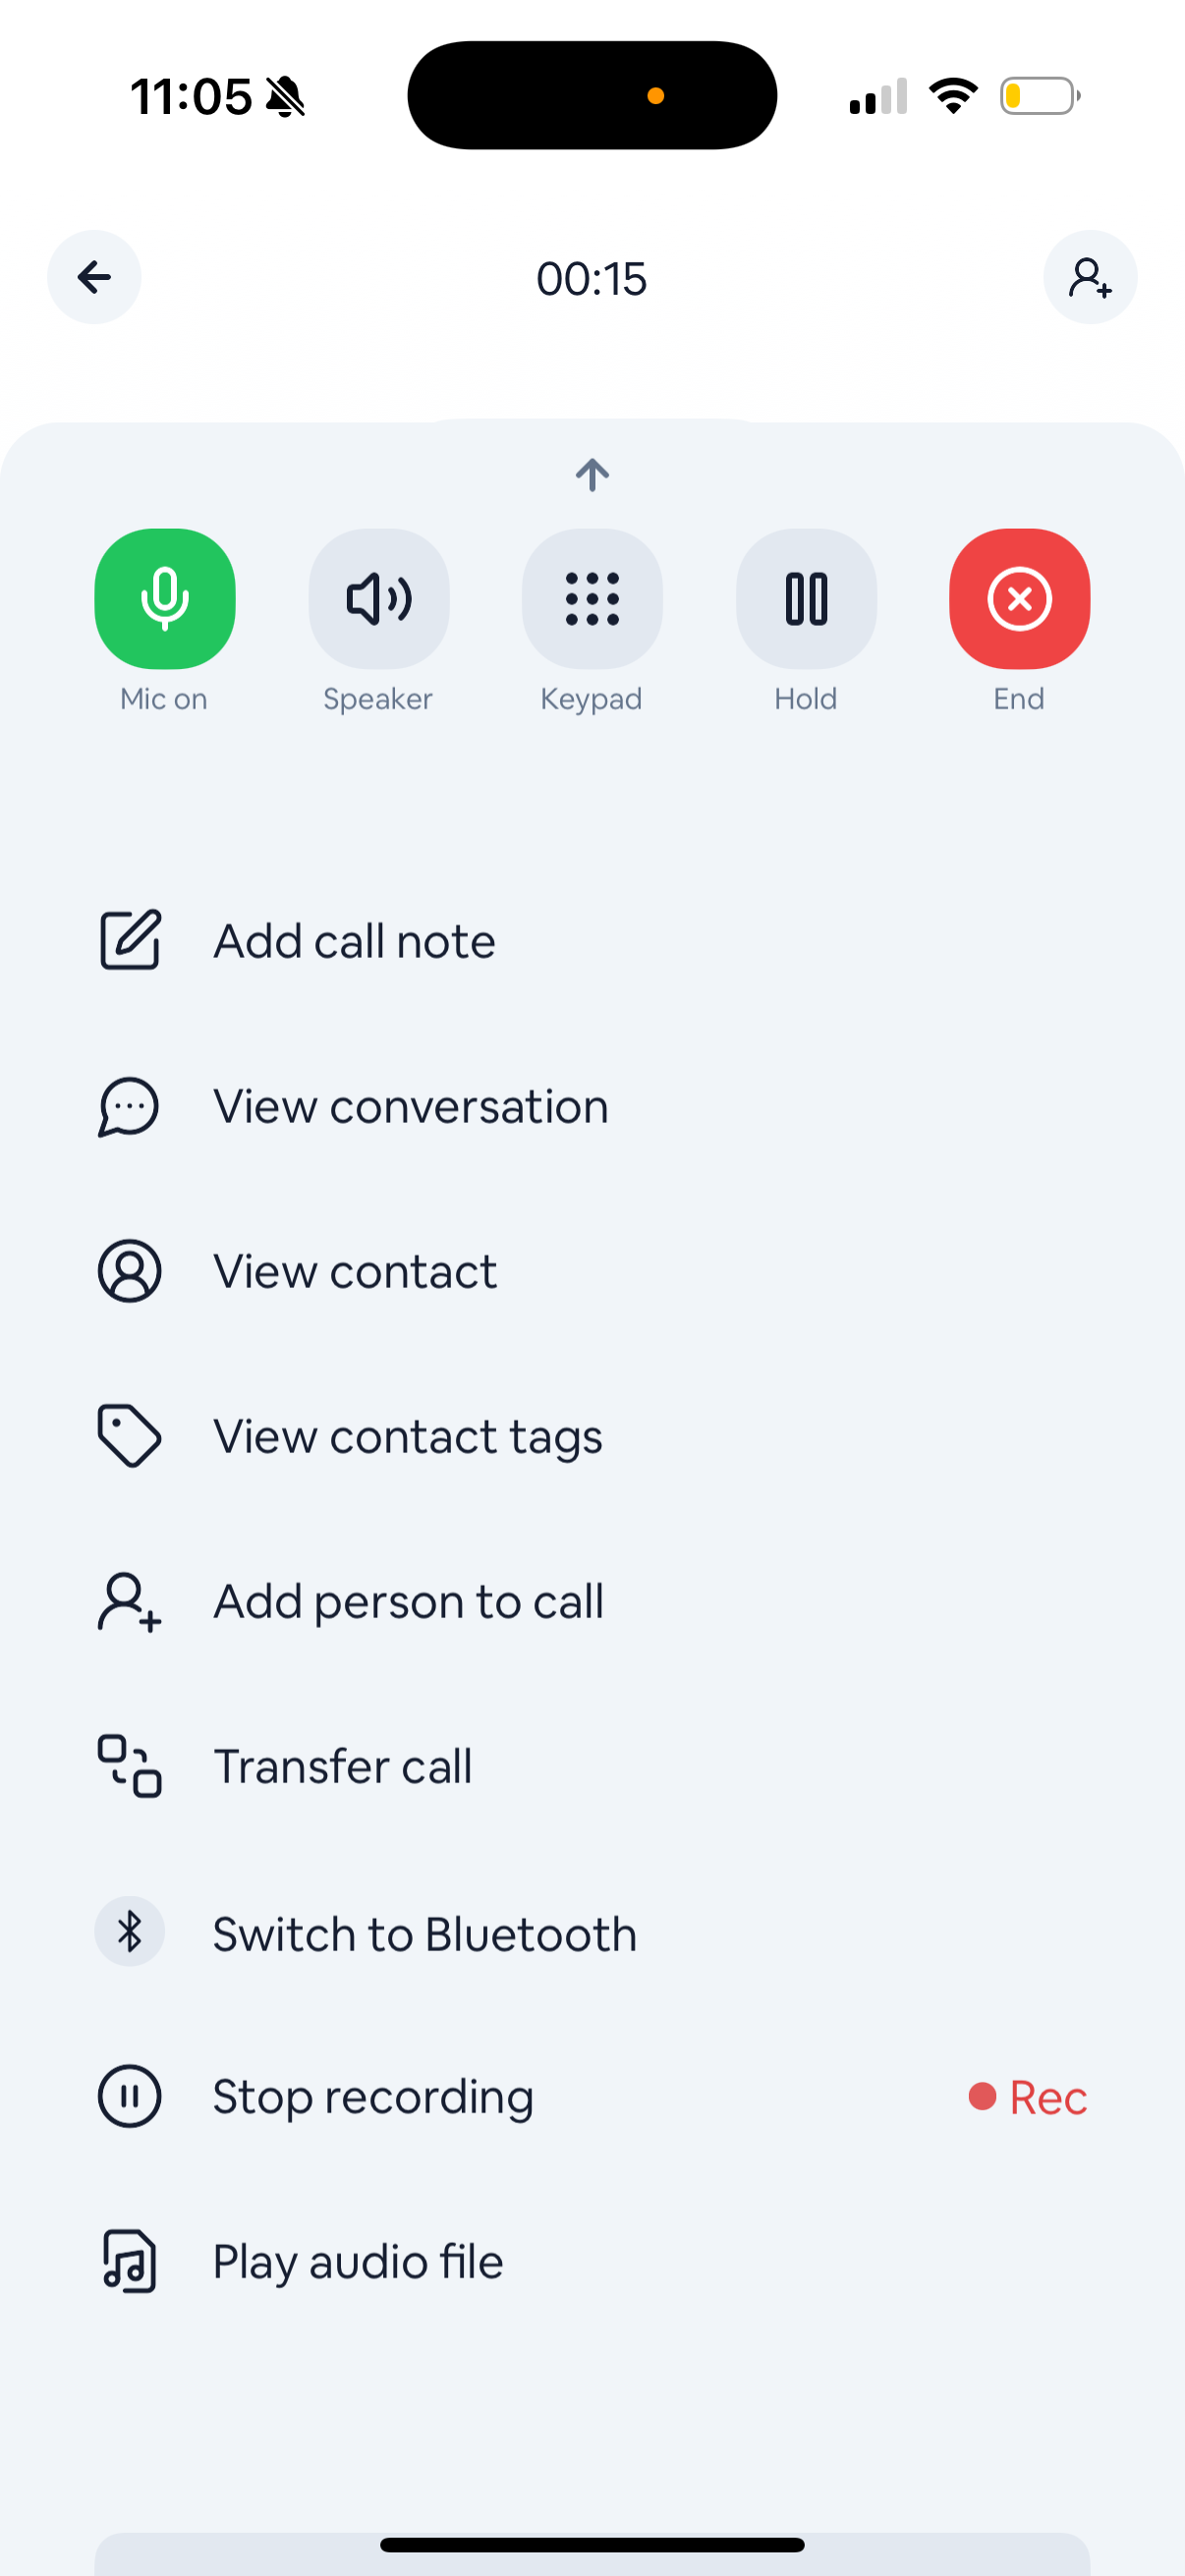 11:05
00:15
Mic on
Speaker
Keypad
Hold
End
Add call note
View conversation
View contact
View contact tags
Add person to call
Transfer call
Switch to Bluetooth
Stop recording
Rec
Play audio file